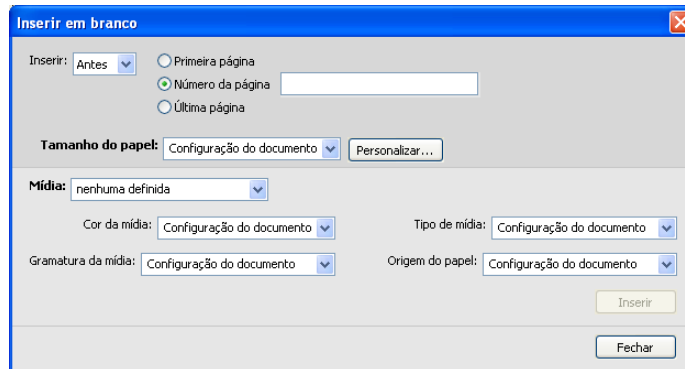 Inserir em branco
Inserir: Antes
Primeira página
Número da página
Última página
Tamanho do papel: Configuração do documento Personalizar...
Mídia: nenhuma definida
Cor da mídia: Configuração do documento Tipo de mídia: Configuração do documento
Gramatura da mídia: Configuração do documento Origem do papel: Configuração do documento
Inserir
Fechar